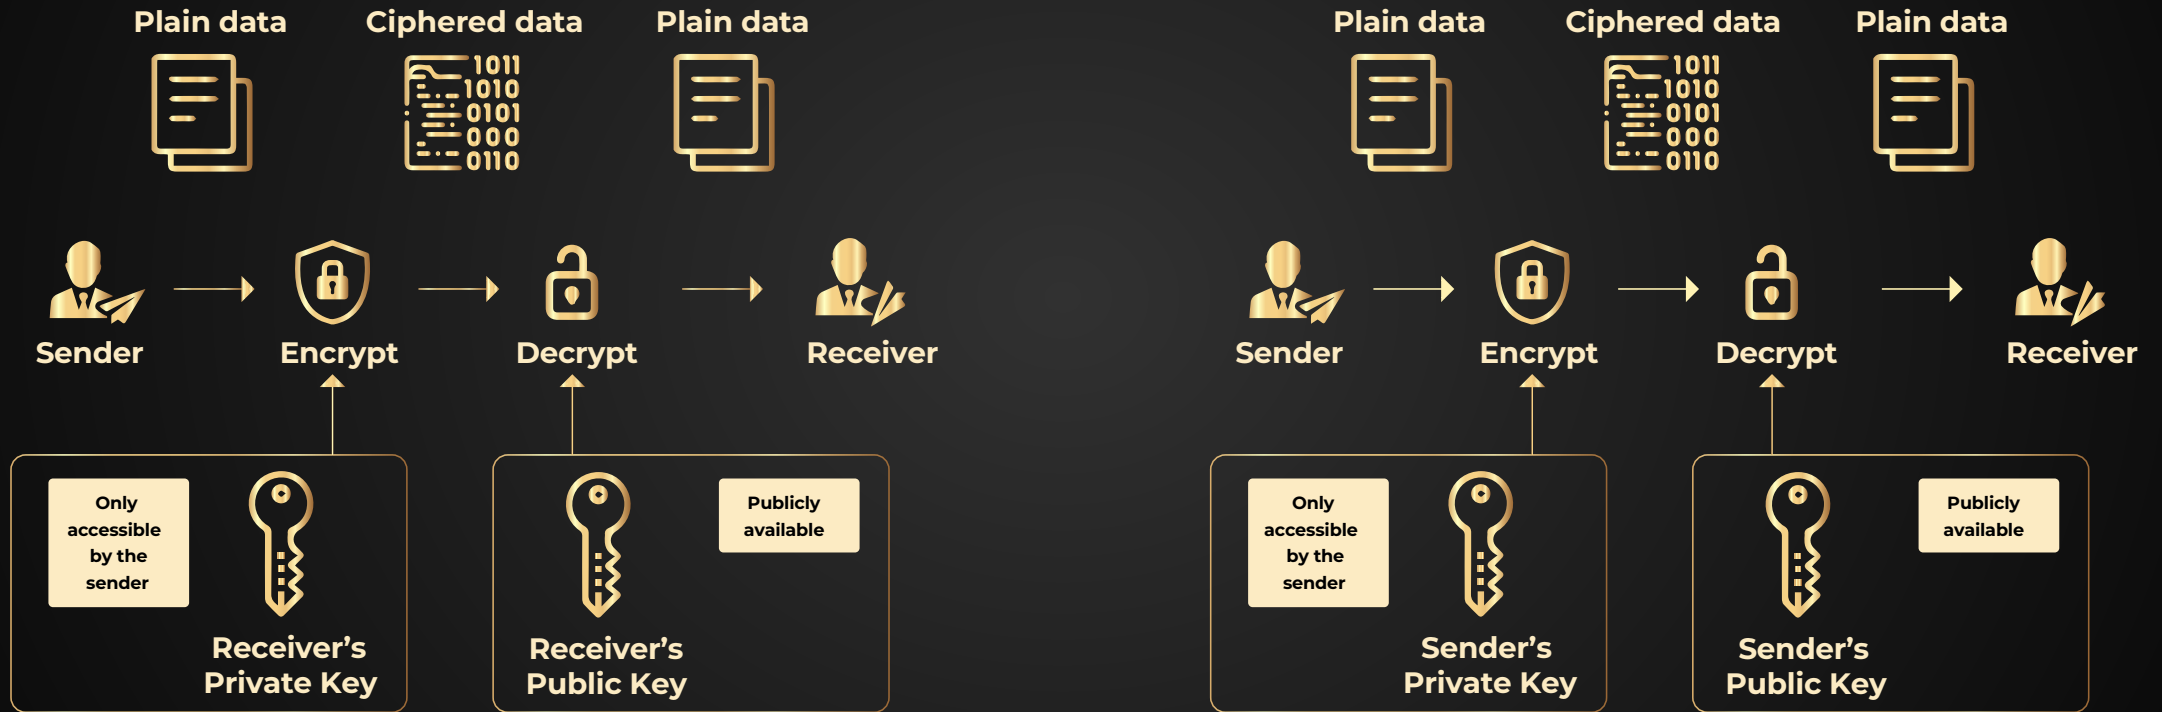 Plain data
Ciphered data
Plain data
1011
1010
0101
000
0110
Sender
Encrypt
Decrypt
Receiver
Only
accessible
by the
sender
Receiver’s
Private Key
Receiver’s
Public Key
Publicly
available
Plain data
Ciphered data
Plain data
1011
1010
0101
000
0110
Sender
Encrypt
Decrypt
Receiver
Only
accessible
by the
sender
Sender’s
Private Key
Sender’s
Public Key
Publicly
available